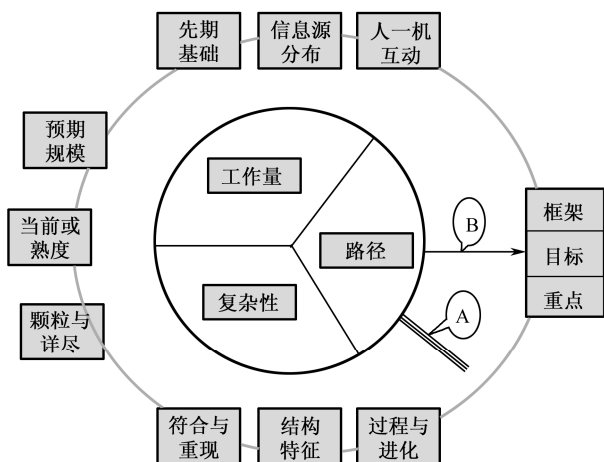 先期
基础
信息源
分布
人一机
互动
预期
规模
工作量
当前或
熟度
路径
B
框架
目标
重点
复杂性
颗粒与
详尽
A
符合与
重现
结构
特征
过程与
进化